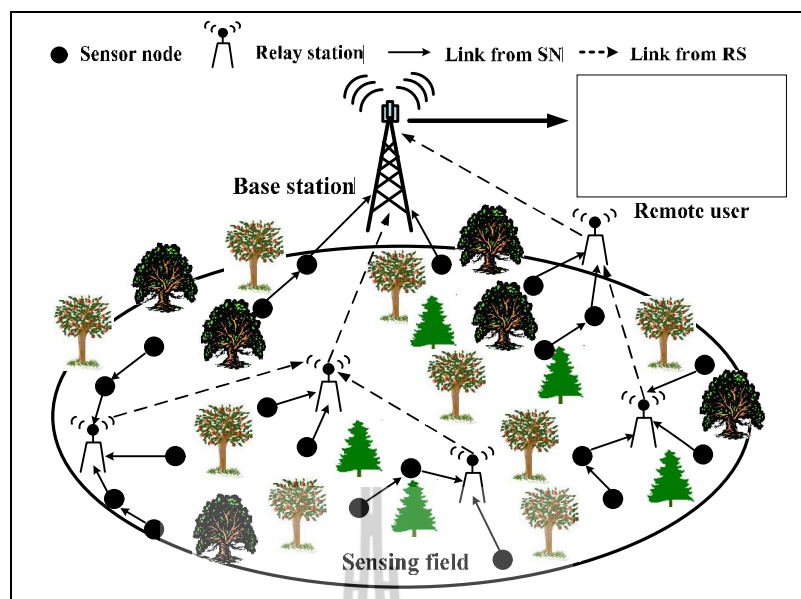 Sensor node
Relay station
Link from SN
Link from RS
Base station
Remote user
Sensing field